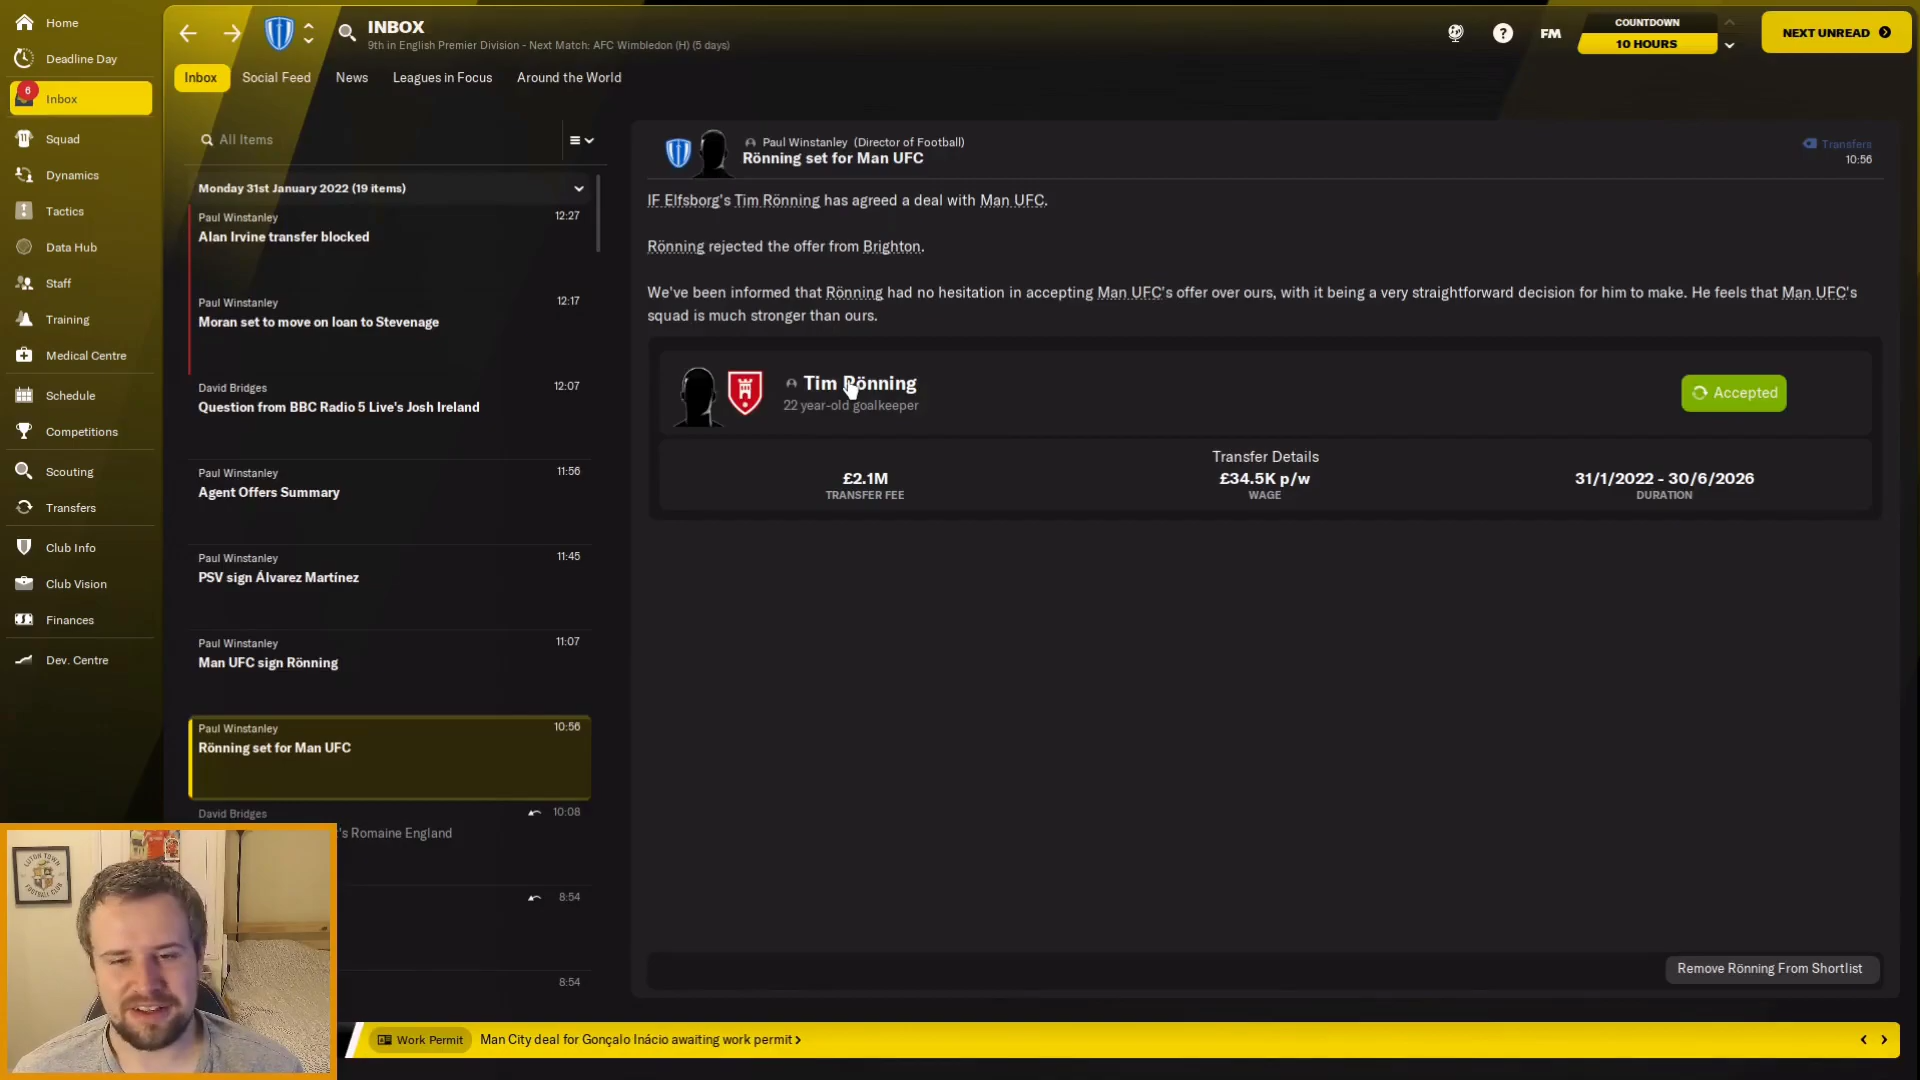 Home
Deadline Day
6
Inbox
Squad
Dynamics
Tactics
Data Hub
Staff
Training
Medical Centre
Schedule
Competitions
Scouting
Transfers
Club Info
Club Vision
Finances
Dev. Centre
INBOX
9th in English Premier Division - Next Match: AFC Wimbledon (H) (5 days)
FM
COUNTDOWN
10 HOURS
NEXT UNREAD
Inbox
Social Feed
News
Leagues in Focus
Around the World
All Items
Monday 31st January 2022 (19 items)
Paul Winstanley 12:27
Alan Irvine transfer blocked
Paul Winstanley 12:17
Moran set to move on loan to Stevenage
David Bridges 12:07
Question from BBC Radio 5 Live's Josh Ireland
Paul Winstanley 11:56
Agent Offers Summary
Paul Winstanley 11:45
PSV sign Álvarez Martínez
Paul Winstanley 11:07
Man UFC sign Rönning
Paul Winstanley 10:56
Rönning set for Man UFC
David Bridges 10:08
's Romaine England
8:54
8:54
Paul Winstanley (Director of Football)
Rönning set for Man UFC
Transfers
10:56
IF Elfsborg's Tim Rönning has agreed a deal with Man UFC.
Rönning rejected the offer from Brighton.
We've been informed that Rönning had no hesitation in accepting Man UFC's offer over ours, with it being a very straightforward decision for him to make. He feels that Man UFC's
squad is much stronger than ours.
Tim Rönning
22 year-old goalkeeper
Accepted
Transfer Details
£2.1M £34.5K p/w 31/1/2022 - 30/6/2026
TRANSFER FEE WAGE DURATION
Remove Rönning From Shortlist
LUTON TOWN
FOOTBALL CLUB
Work Permit
Man City deal for Gonçalo Inácio awaiting work permit >